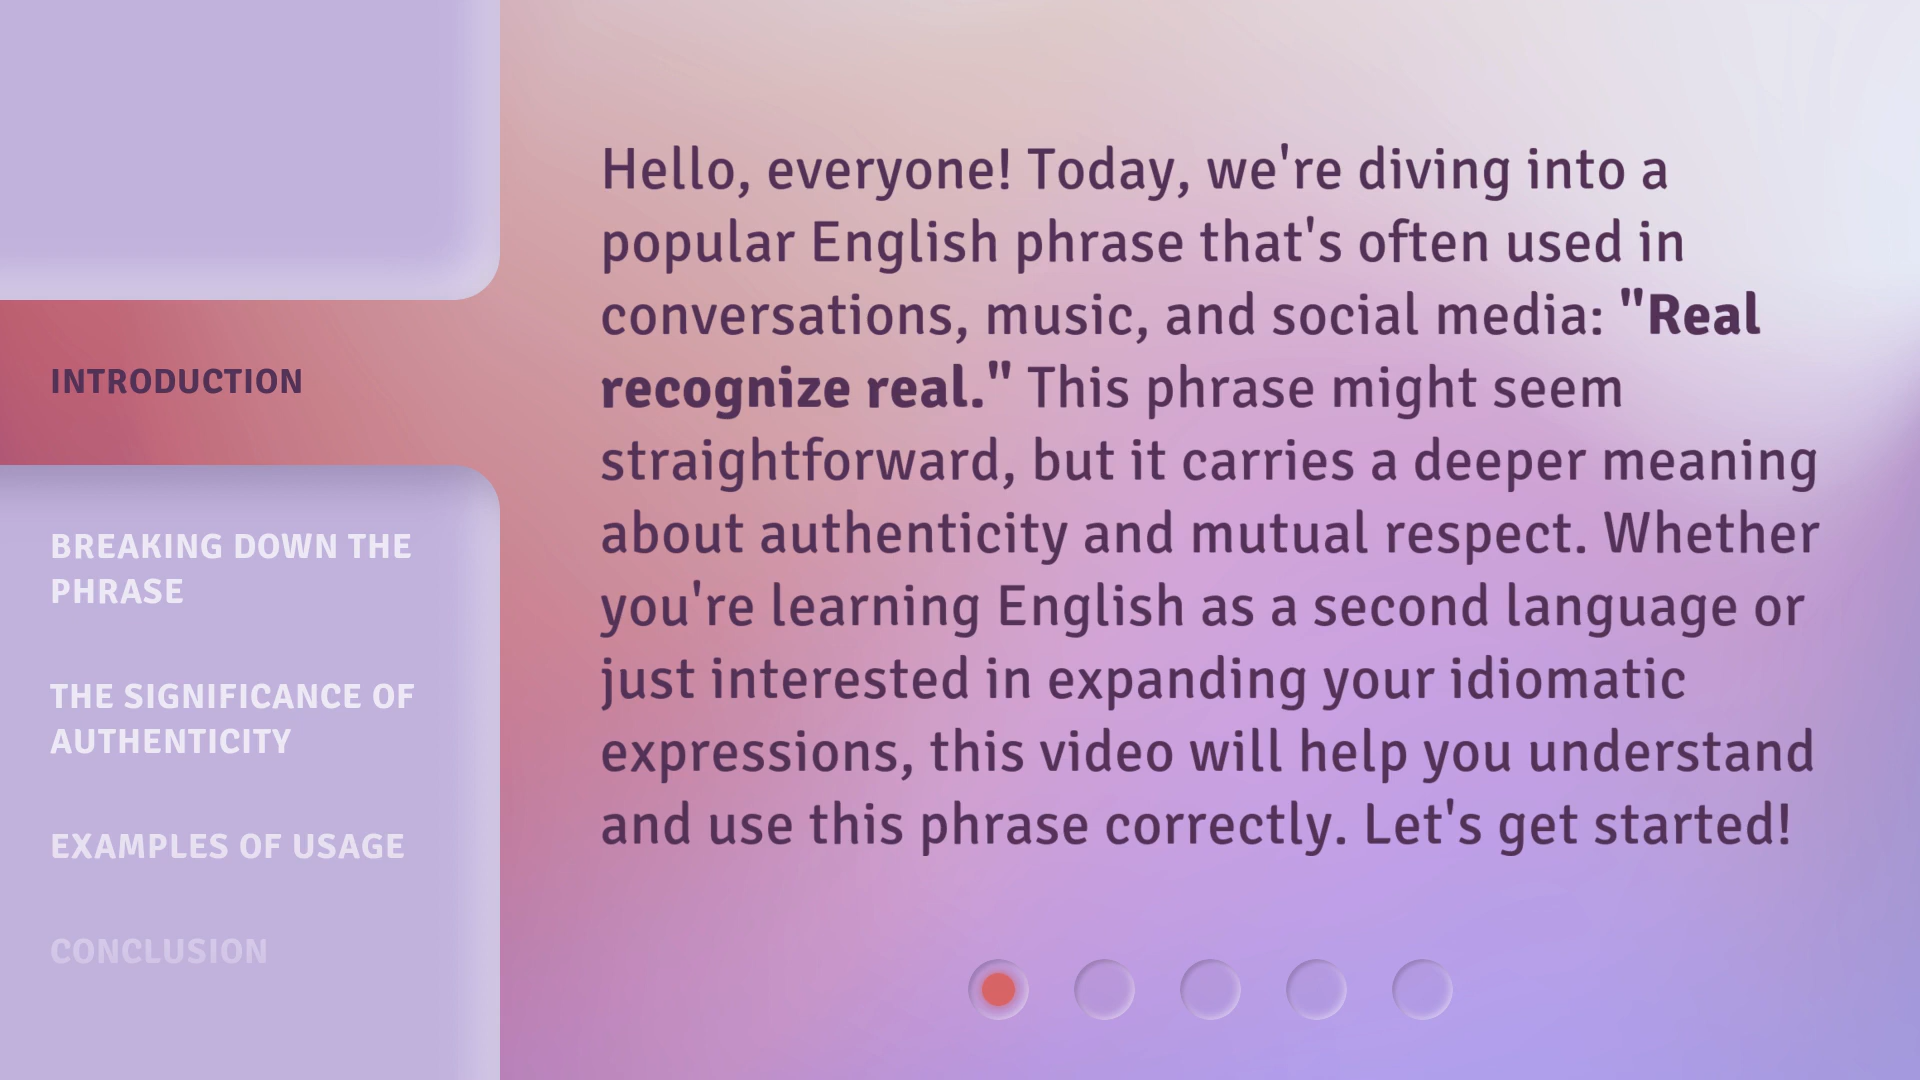 INTRODUCTION
BREAKING DOWN THE
PHRASE
THE SIGNIFICANCE OF
AUTHENTICITY
EXAMPLES OF USAGE
CONCLUSION
Hello, everyone! Today, we're diving into a
popular English phrase that's often used in
conversations, music, and social media: "Real
recognize real." This phrase might seem
straightforward, but it carries a deeper meaning
about authenticity and mutual respect. Whether
you're learning English as a second language or
just interested in expanding your idiomatic
expressions, this video will help you understand
and use this phrase correctly. Let's get started!